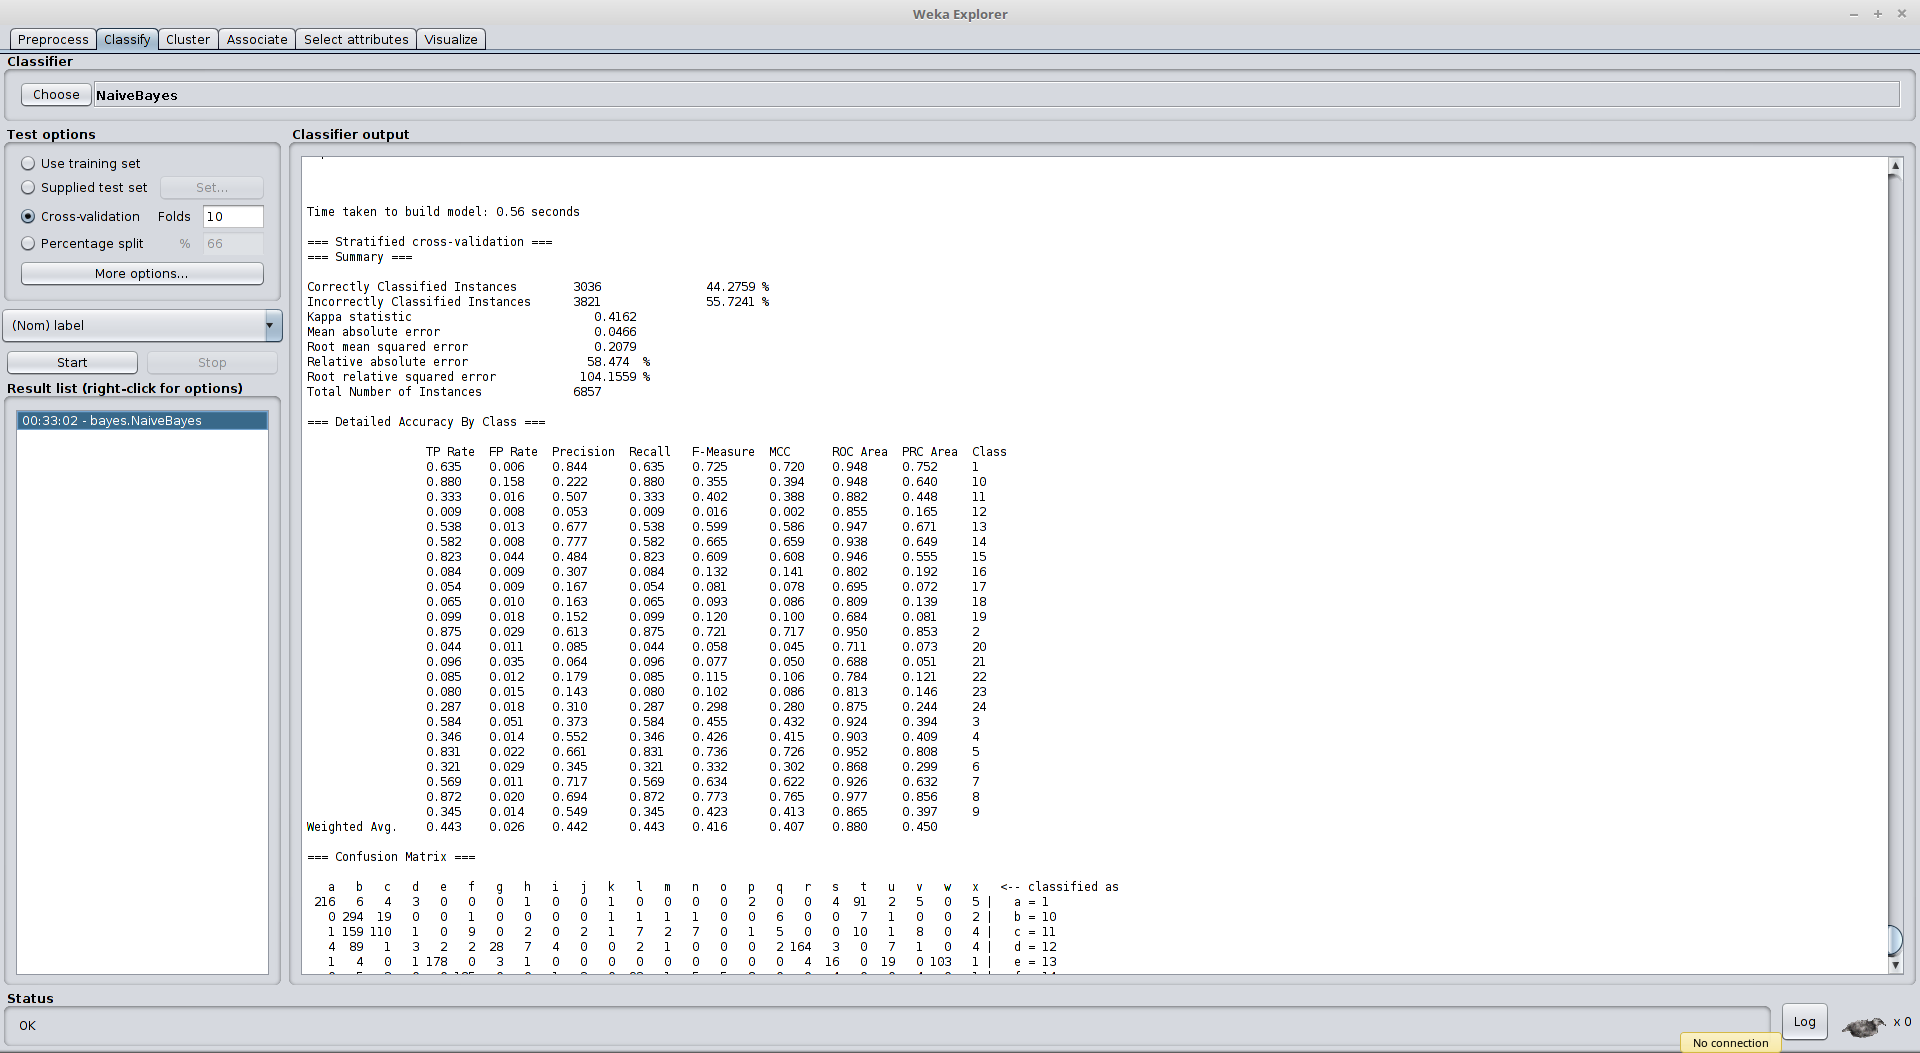 Weka Explorer
Preprocess Classify Cluster Associate Select attributes Visualize
Classifier
Choose NaiveBayes
Test options
Use training set
Supplied test set Set...
Cross-validation Folds 10
Percentage split % 66
More options...
(Nom) label
Start Stop
Result list (right-click for options)
00:33:02 - bayes.NaiveBayes
Classifier output
Time taken to build model: 0.56 seconds
=== Stratified cross-validation ===
=== Summary ===
Correctly Classified Instances 3036 44.2759 %
Incorrectly Classified Instances 3821 55.7241 %
Kappa statistic 0.4162
Mean absolute error 0.0466
Root mean squared error 0.2079
Relative absolute error 58.474 %
Root relative squared error 104.1559 %
Total Number of Instances 6857
=== Detailed Accuracy By Class ===
TP Rate FP Rate Precision Recall F-Measure MCC ROC Area PRC Area Class
0.635 0.006 0.844 0.635 0.725 0.720 0.948 0.752 1
0.880 0.158 0.222 0.880 0.355 0.394 0.948 0.640 10
0.333 0.016 0.507 0.333 0.402 0.388 0.882 0.448 11
0.009 0.008 0.053 0.009 0.016 0.002 0.855 0.165 12
0.538 0.013 0.677 0.538 0.599 0.586 0.947 0.671 13
0.582 0.008 0.777 0.582 0.665 0.659 0.938 0.649 14
0.823 0.044 0.484 0.823 0.609 0.608 0.946 0.555 15
0.084 0.009 0.307 0.084 0.132 0.141 0.802 0.192 16
0.054 0.009 0.167 0.054 0.081 0.078 0.695 0.072 17
0.065 0.010 0.163 0.065 0.093 0.086 0.809 0.139 18
0.099 0.018 0.152 0.099 0.120 0.100 0.684 0.081 19
0.875 0.029 0.613 0.875 0.721 0.717 0.950 0.853 2
0.044 0.011 0.085 0.044 0.058 0.045 0.711 0.073 20
0.096 0.035 0.064 0.096 0.077 0.050 0.688 0.051 21
0.085 0.012 0.179 0.085 0.115 0.106 0.784 0.121 22
0.080 0.015 0.143 0.080 0.102 0.086 0.813 0.146 23
0.287 0.018 0.310 0.287 0.298 0.280 0.875 0.244 24
0.584 0.051 0.373 0.584 0.455 0.432 0.924 0.394 3
0.346 0.014 0.552 0.346 0.426 0.415 0.903 0.409 4
0.831 0.022 0.661 0.831 0.736 0.726 0.952 0.808 5
0.321 0.029 0.345 0.321 0.332 0.302 0.868 0.299 6
0.569 0.011 0.717 0.569 0.634 0.622 0.926 0.632 7
0.872 0.020 0.694 0.872 0.773 0.765 0.977 0.856 8
0.345 0.014 0.549 0.345 0.423 0.413 0.865 0.397 9
Weighted Avg. 0.443 0.026 0.442 0.443 0.416 0.407 0.880 0.450
=== Confusion Matrix ===
a b c d e f g h i j k l m n o p q r s t u v w x <-- classified as
216 6 4 3 0 0 0 1 0 0 1 0 0 0 0 2 0 0 4 91 2 5 0 5 | a = 1
0 294 19 0 0 1 0 0 0 0 1 1 1 1 0 0 6 0 0 7 1 0 0 2 | b = 10
1 159 110 1 0 9 0 2 0 2 1 7 2 7 0 1 5 0 0 10 1 8 0 4 | c = 11
4 89 1 3 2 2 28 7 4 0 0 2 1 0 0 0 2 164 3 0 7 1 0 4 | d = 12
1 4 0 1 178 0 3 1 0 0 0 0 0 0 0 0 0 4 16 0 19 0 103 1 | e = 13
Status
OK
Log
x 0
No connection